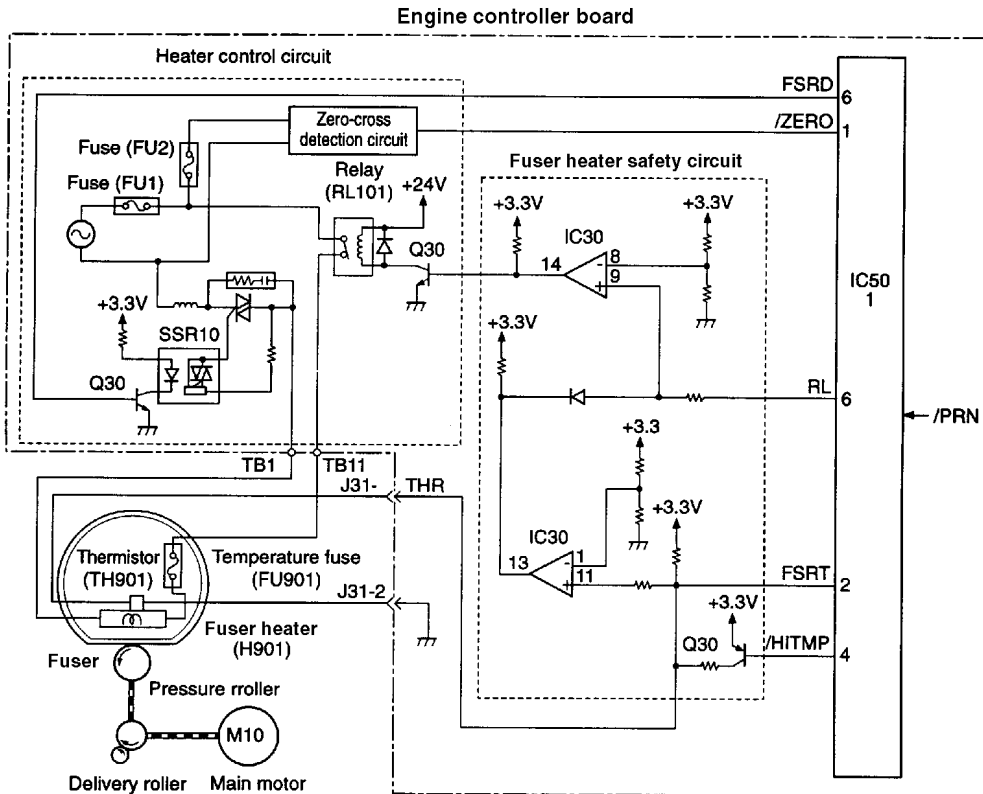 Engine controller board
Heater control circuit
FSRD
6
Zero-cross
detection circuit
/ZERO
1
Fuse (FU2)
Fuser heater safety circuit
Relay
(RL101)
+24V
Fuse (FU1)
+3.3V
+3.3V
IC30
Q30
14
8
9
IC50
1
+3.3V
SSR10
+3.3V
Q30
RL
6
/PRN
+3.3
TB1
TB11
J31-
THR
+3.3V
IC30
Thermistor
(TH901)
Temperature fuse
(FU901)
13
1
11
FSRT
2
J31-2
+3.3V
Fuser heater
(H901)
Q30
/HITMP
4
Fuser
Pressure rroller
M10
Delivery roller
Main motor